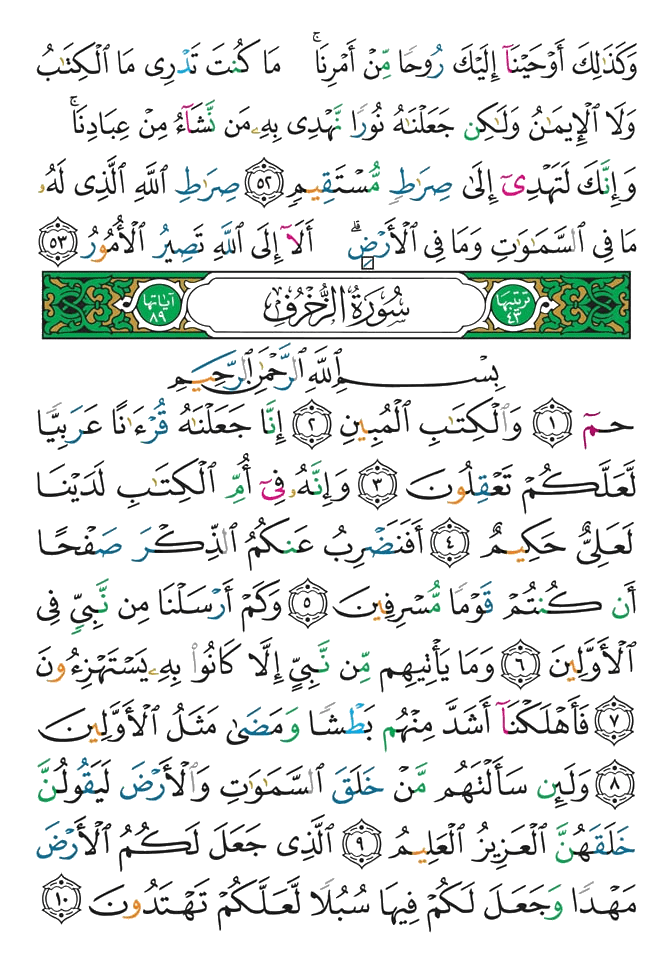 وَكَذَٰلِكَ أَوْحَيْنَآ إِلَيْكَ رُوحًا مِّنْ أَمْرِنَا ۚ مَا كُنتَ تَدْرِى مَا ٱلْكِتَٰبُ
وَلَا ٱلْإِيمَٰنُ وَلَٰكِن جَعَلْنَٰهُ نُورًا نَّهْدِى بِهِۦ مَن نَّشَآءُ مِنْ عِبَادِنَا ۚ
وَإِنَّكَ لَتَهْدِىٓ إِلَىٰ صِرَٰطٍ مُّسْتَقِيمٍ ٥٢ صِرَٰطِ ٱللَّهِ ٱلَّذِى لَهُۥ
مَا فِى ٱلسَّمَٰوَٰتِ وَمَا فِى ٱلْأَرْضِ ۗ أَلَآ إِلَى ٱللَّهِ تَصِيرُ ٱلْأُمُورُ ٥٣
ترتيبها ٤٣ سُورَةُ الزُّخْرُفِ آياتها ٨٩
بِسْمِ ٱللَّهِ ٱلرَّحْمَٰنِ ٱلرَّحِيمِ
حمٓ ١ وَٱلْكِتَٰبِ ٱلْمُبِينِ ٢ إِنَّا جَعَلْنَٰهُ قُرْءَٰنًا عَرَبِيًّا
لَّعَلَّكُمْ تَعْقِلُونَ ٣ وَإِنَّهُۥ فِىٓ أُمِّ ٱلْكِتَٰبِ لَدَيْنَا
لَعَلِىٌّ حَكِيمٌ ٤ أَفَنَضْرِبُ عَنكُمُ ٱلذِّكْرَ صَفْحًا
أَن كُنتُمْ قَوْمًا مُّسْرِفِينَ ٥ وَكَمْ أَرْسَلْنَا مِن نَّبِىٍّ فِى
ٱلْأَوَّلِينَ ٦ وَمَا يَأْتِيهِم مِّن نَّبِىٍّ إِلَّا كَانُوا۟ بِهِۦ يَسْتَهْزِءُونَ
٧ فَأَهْلَكْنَآ أَشَدَّ مِنْهُم بَطْشًا وَمَضَىٰ مَثَلُ ٱلْأَوَّلِينَ
٨ وَلَئِن سَأَلْتَهُم مَّنْ خَلَقَ ٱلسَّمَٰوَٰتِ وَٱلْأَرْضَ لَيَقُولُنَّ
خَلَقَهُنَّ ٱلْعَزِيزُ ٱلْعَلِيمُ ٩ ٱلَّذِى جَعَلَ لَكُمُ ٱلْأَرْضَ
مَهْدًا وَجَعَلَ لَكُمْ فِيهَا سُبُلًا لَّعَلَّكُمْ تَهْتَدُونَ ١٠